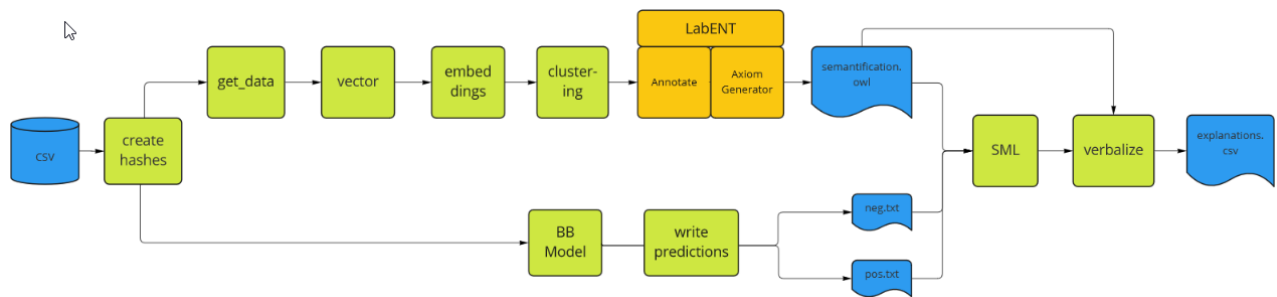 LabENT
get_data
vector
embed
dings
cluster-
ing
Annotate
Axiom
Generator
semantification.
owl
csv
create
hashes
SML
verbalize
explanations.
csv
neg.txt
BB
Model
write
predictions
pos.txt